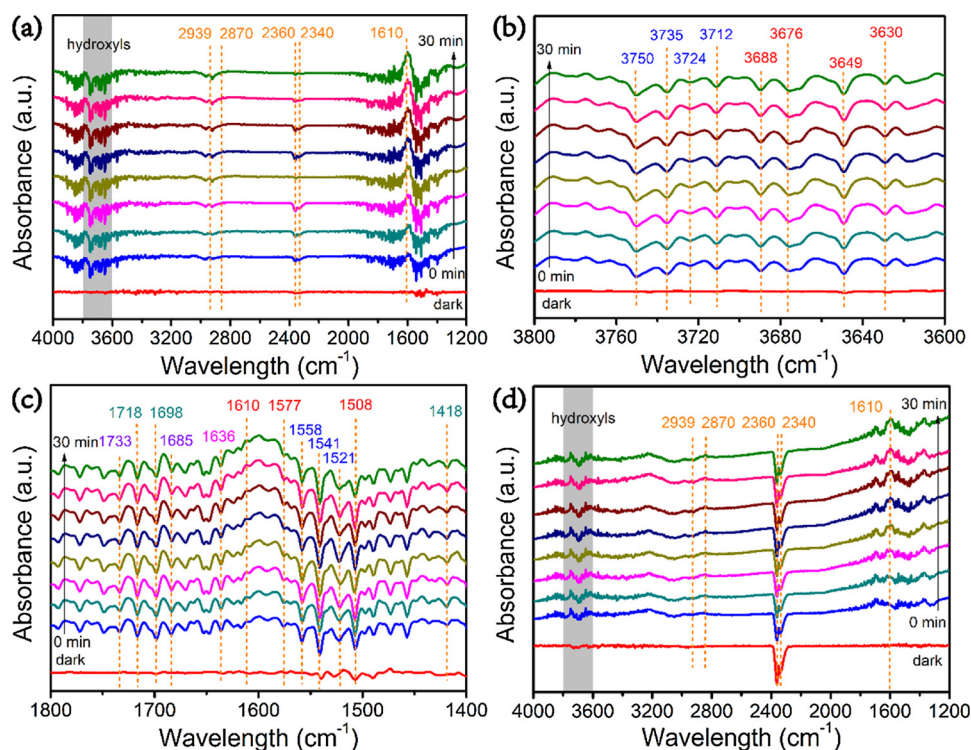 (a)
hydroxyls
2939 2870 2360 2340 1610
30 min
0 min
dark
Absorbance (a.u.)
4000 3600 3200 2800 2400 2000 1600 1200
Wavelength (cm⁻¹)
(b)
3735 3712 3676 3630
3750 3724 3688 3649
30 min
0 min
dark
Absorbance (a.u.)
3800 3750 3700 3650 3600
Wavelength (cm⁻¹)
(c)
1718 1698 1610 1577 1508 1418
1733 1685 1636 1558
1541
1521
30 min
0 min
dark
Absorbance (a.u.)
1800 1700 1600 1500 1400
Wavelength (cm⁻¹)
(d)
hydroxyls
2939 2870 2360 2340 1610
30 min
0 min
dark
Absorbance (a.u.)
4000 3600 3200 2800 2400 2000 1600 1200
Wavelength (cm⁻¹)